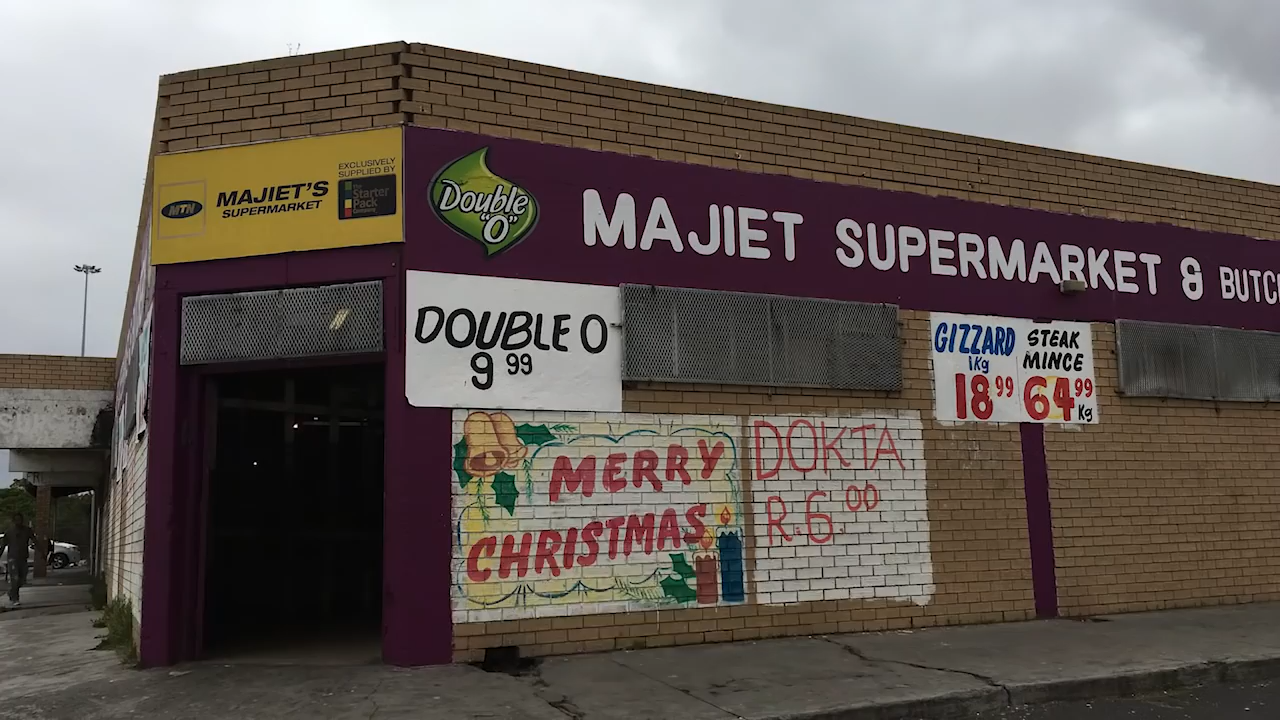 MTN
MAJIET'S
SUPERMARKET
EXCLUSIVELY
SUPPLIED BY
The
Starter
Pack
Company
Double
"O"
MAJIET SUPERMARKET & BUTC
DOUBLE O
9 99
GIZZARD
1Kg
18 99
STEAK
MINCE
64 99
Kg
MERRY
CHRISTMAS
DOKTA
R.6.00